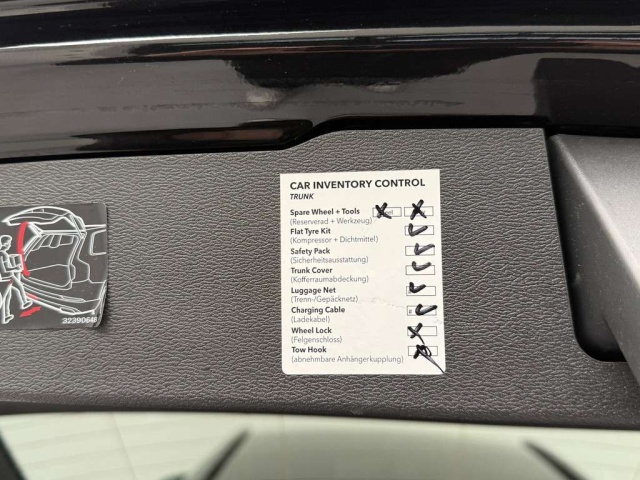 CAR INVENTORY CONTROL
TRUNK
Spare Wheel + Tools
(Reserverad + Werkzeug)
Flat Tyre Kit
(Kompressor + Dichtmittel)
Safety Pack
(Sicherheitsausstattung)
Trunk Cover
(Kofferraumabdeckung)
Luggage Net
(Trenn-/Gepäcknetz)
Charging Cable
(Ladekabel)
Wheel Lock
(Felgenschloss)
Tow Hook
(abnehmbare Anhängerkupplung)
32390648